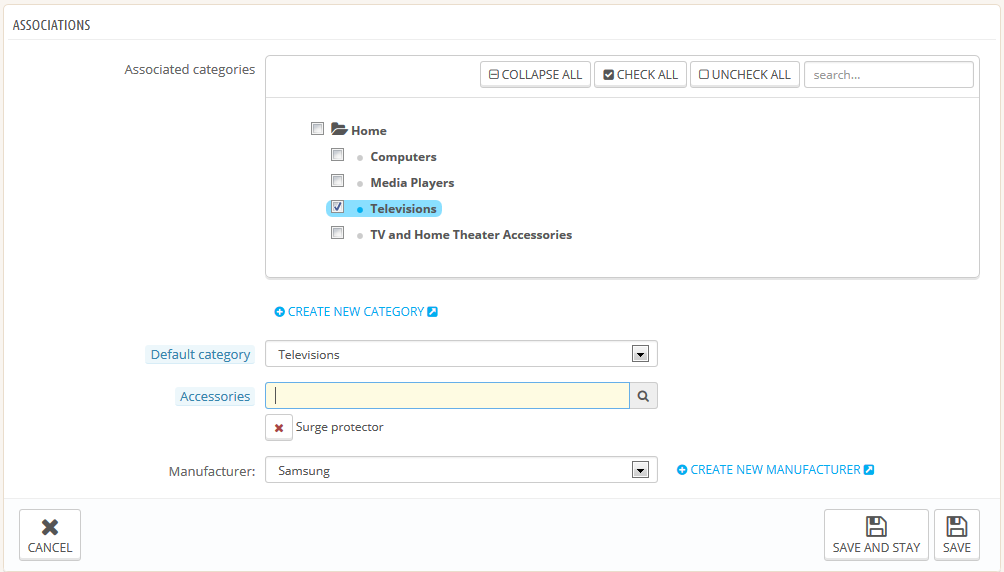 ASSOCIATIONS
Associated categories
COLLAPSE ALL CHECK ALL UNCHECK ALL search...
Home
Computers
Media Players
Televisions
TV and Home Theater Accessories
CREATE NEW CATEGORY
Default category Televisions
Accessories
Surge protector
Manufacturer: Samsung CREATE NEW MANUFACTURER
CANCEL SAVE AND STAY SAVE